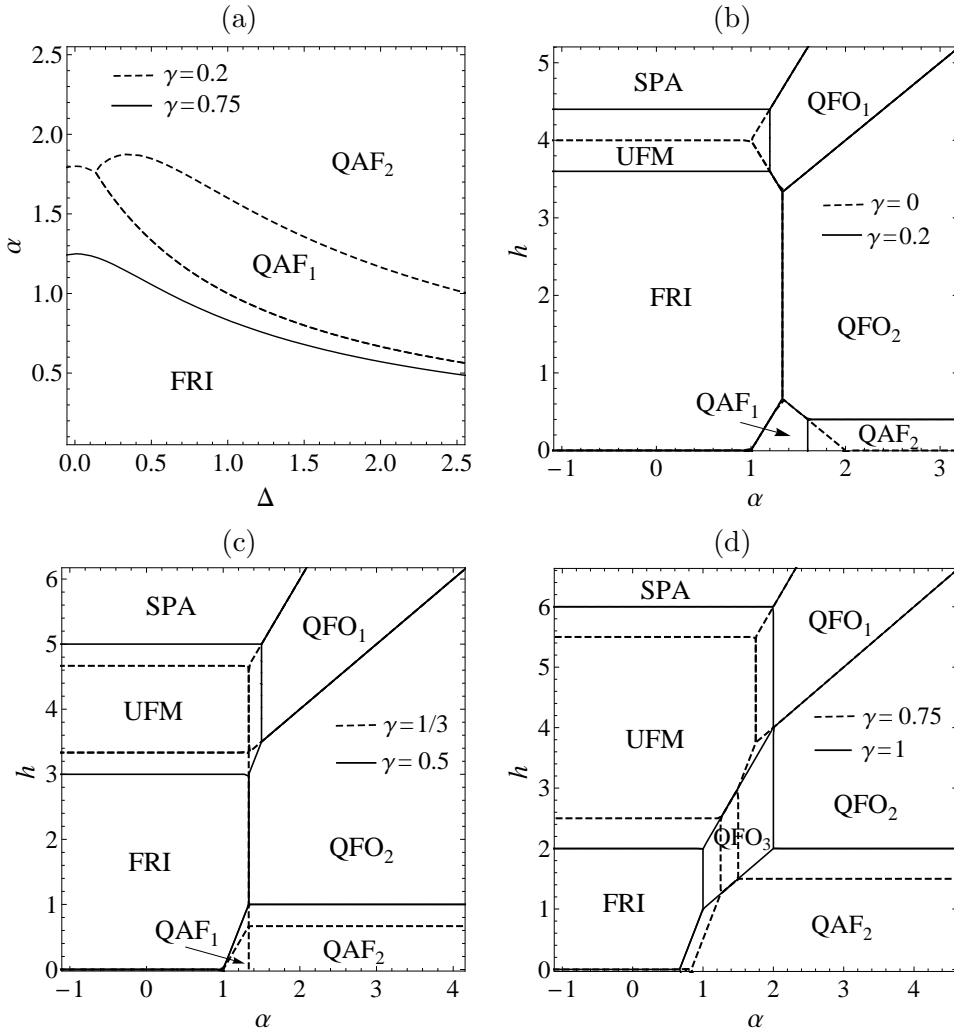 (a)
2.5
2.0
1.5
1.0
0.5
α
γ=0.2
γ=0.75
QAF₂
QAF₁
FRI
0.0 0.5 1.0 1.5 2.0 2.5
Δ
(b)
5
4
3
2
1
0
h
SPA
QFO₁
UFM
γ=0
γ=0.2
FRI
QFO₂
QAF₁
QAF₂
-1 0 1 2 3
α
(c)
6
5
4
3
2
1
0
h
SPA
QFO₁
UFM
γ=1/3
γ=0.5
FRI
QFO₂
QAF₁
QAF₂
-1 0 1 2 3 4
α
(d)
6
5
4
3
2
1
0
h
SPA
QFO₁
UFM
γ=0.75
γ=1
QFO₃
QFO₂
FRI
QAF₂
-1 0 1 2 3 4
α